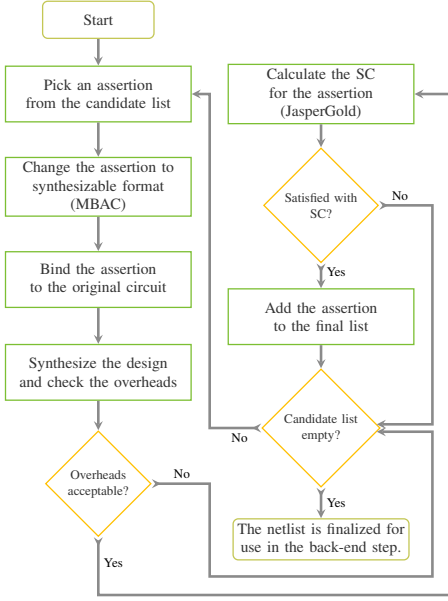 Start
Pick an assertion
from the candidate list
Change the assertion to
synthesizable format
(MBAC)
Bind the assertion
to the original circuit
Synthesize the design
and check the overheads
Overheads
acceptable?
No
Yes
Calculate the SC
for the assertion
(JasperGold)
Satisfied with
SC?
No
Yes
Add the assertion
to the final list
Candidate list
empty?
No
Yes
The netlist is finalized for
use in the back-end step.